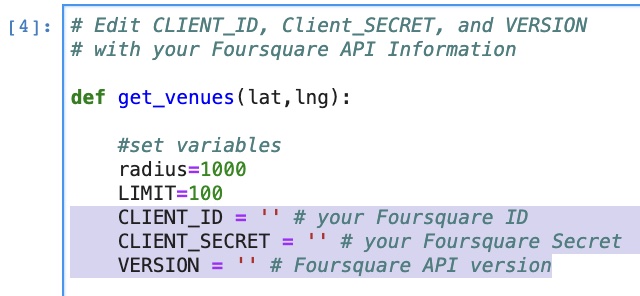 [4]: # Edit CLIENT_ID, Client_SECRET, and VERSION
# with your Foursquare API Information
def get_venues(lat,lng):
#set variables
radius=1000
LIMIT=100
CLIENT_ID = '' # your Foursquare ID
CLIENT_SECRET = '' # your Foursquare Secret
VERSION = '' # Foursquare API version